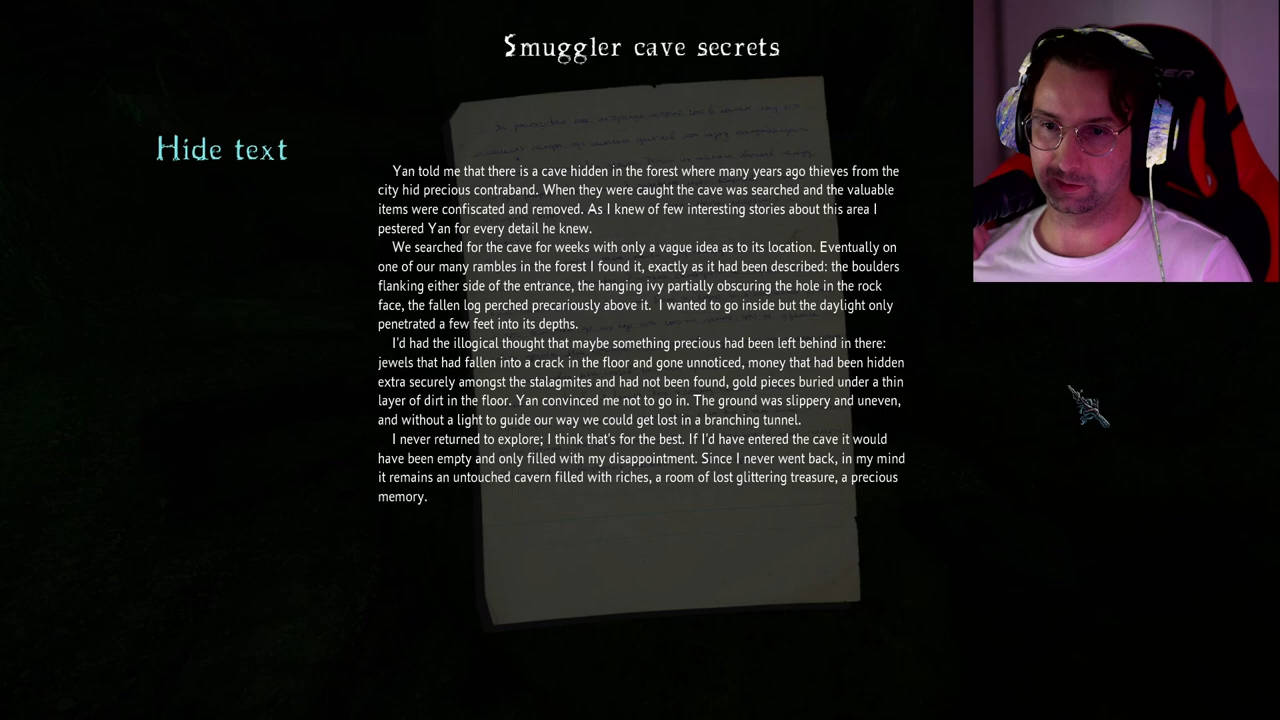 Smuggler cave secrets
Hide text
Yan told me that there is a cave hidden in the forest where many years ago thieves from the
city hid precious contraband. When they were caught the cave was searched and the valuable
items were confiscated and removed. As I knew of few interesting stories about this area I
pestered Yan for every detail he knew.
We searched for the cave for weeks with only a vague idea as to its location. Eventually on
one of our many rambles in the forest I found it, exactly as it had been described: the boulders
flanking either side of the entrance, the hanging ivy partially obscuring the hole in the rock
face, the fallen log perched precariously above it.  I wanted to go inside but the daylight only
penetrated a few feet into its depths.
I'd had the illogical thought that maybe something precious had been left behind in there:
jewels that had fallen into a crack in the floor and gone unnoticed, money that had been hidden
extra securely amongst the stalagmites and had not been found, gold pieces buried under a thin
layer of dirt in the floor. Yan convinced me not to go in. The ground was slippery and uneven,
and without a light to guide our way we could get lost in a branching tunnel.
I never returned to explore; I think that's for the best. If I'd have entered the cave it would
have been empty and only filled with my disappointment. Since I never went back, in my mind
it remains an untouched cavern filled with riches, a room of lost glittering treasure, a precious
memory.